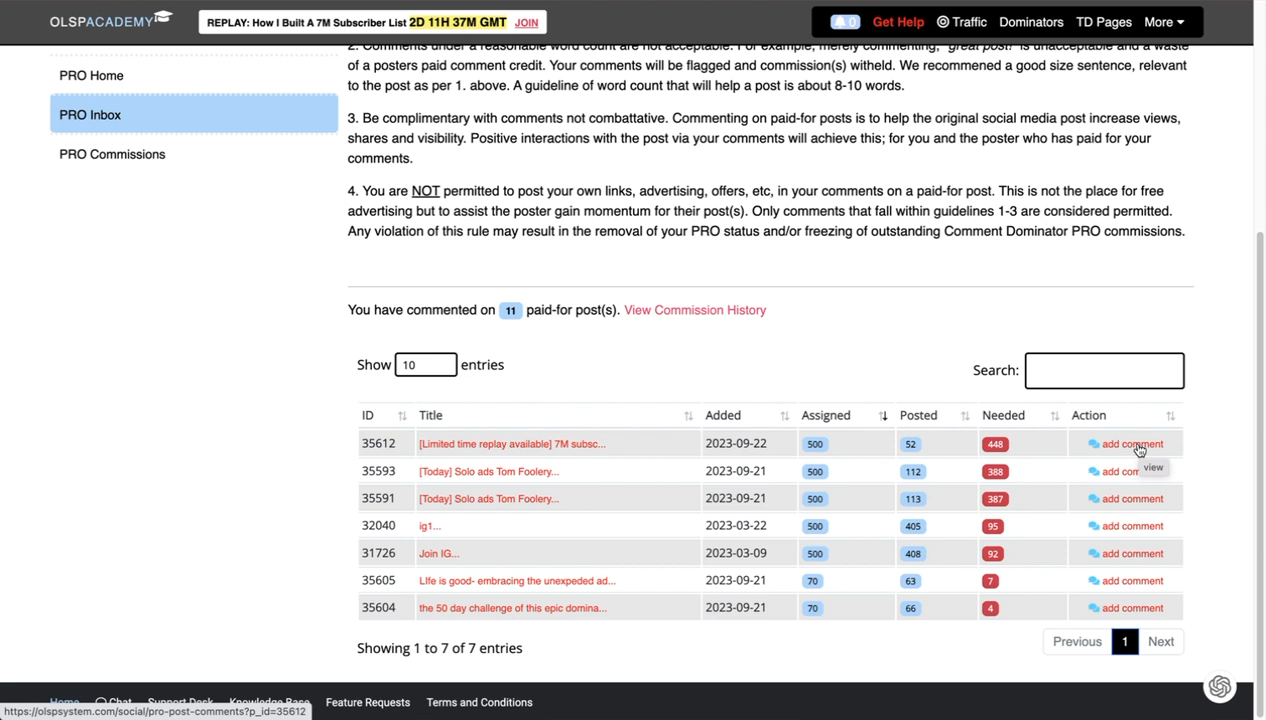 OLSPACADEMY REPLAY: How I Built A 7M Subscriber List 2D 11H 37M GMT JOIN 0 Get Help Traffic Dominators TD Pages More
2. Comments under a reasonable word count are not acceptable. For example, merely commenting, "great post!" is unacceptable and a waste
of a posters paid comment credit. Your comments will be flagged and commission(s) witheld. We recommened a good size sentence, relevant
to the post as per 1. above. A guideline of word count that will help a post is about 8-10 words.
3. Be complimentary with comments not combattative. Commenting on paid-for posts is to help the original social media post increase views,
shares and visibility. Positive interactions with the post via your comments will achieve this; for you and the poster who has paid for your
comments.
4. You are NOT permitted to post your own links, advertising, offers, etc, in your comments on a paid-for post. This is not the place for free
advertising but to assist the poster gain momentum for their post(s). Only comments that fall within guidelines 1-3 are considered permitted.
Any violation of this rule may result in the removal of your PRO status and/or freezing of outstanding Comment Dominator PRO commissions.
PRO Home
PRO Inbox
PRO Commissions
You have commented on 11 paid-for post(s). View Commission History
Show 10 entries Search:
ID Title Added Assigned Posted Needed Action
35612 [Limited time replay available] 7M subsc... 2023-09-22 500 52 448 add comment
35593 [Today] Solo ads Tom Foolery... 2023-09-21 500 112 388 add com
view
35591 [Today] Solo ads Tom Foolery... 2023-09-21 500 113 387 add comment
32040 ig1... 2023-03-22 500 405 95 add comment
31726 Join IG... 2023-03-09 500 408 92 add comment
35605 LIfe is good- embracing the unexpeded ad... 2023-09-21 70 63 7 add comment
35604 the 50 day challenge of this epic domina... 2023-09-21 70 66 4 add comment
Showing 1 to 7 of 7 entries Previous 1 Next
Home Chat Support Desk Knowledge Base Feature Requests Terms and Conditions
https://olspsystem.com/social/pro-post-comments?p_id=35612